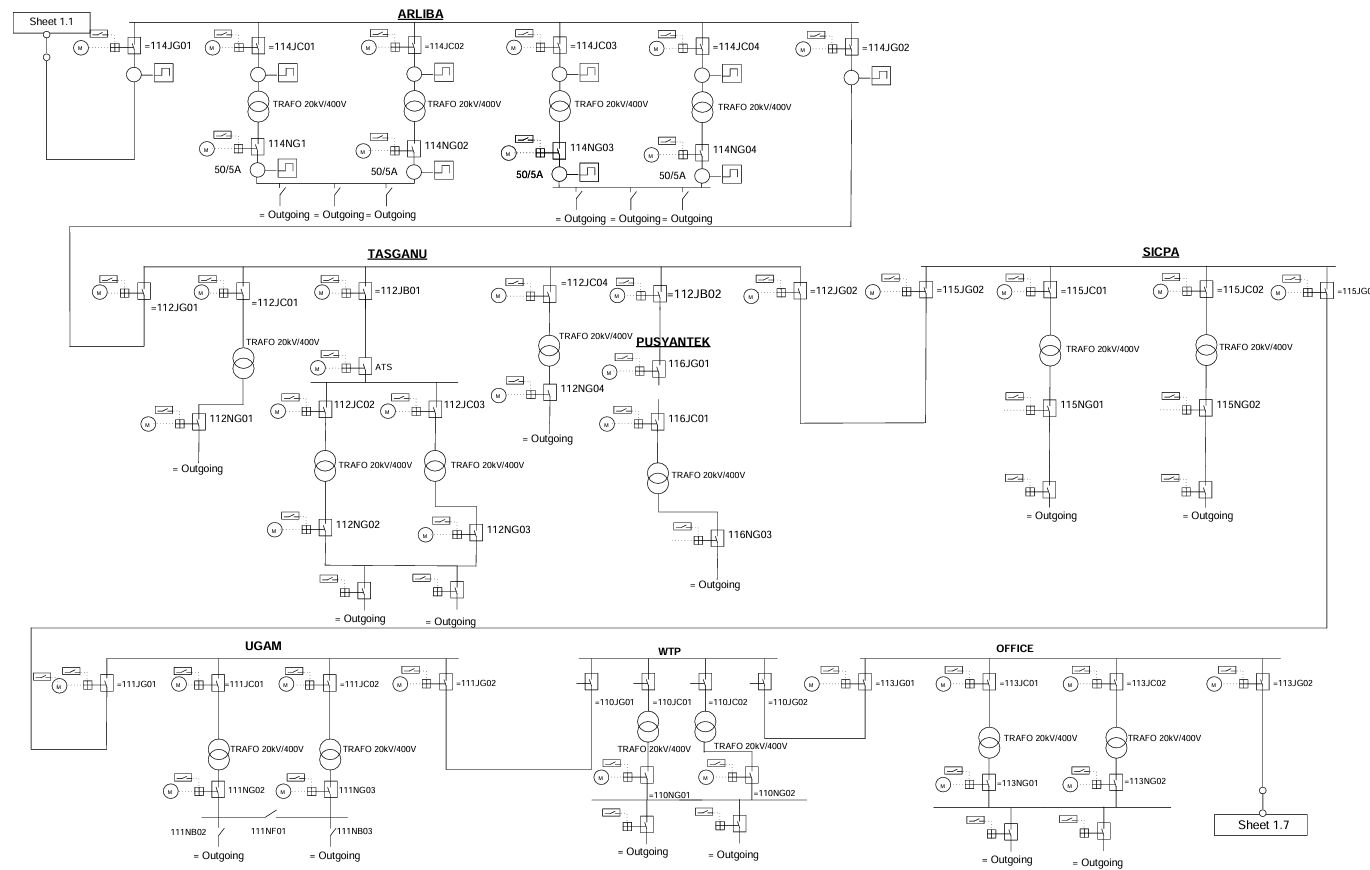 Sheet 1.1
ARLIBA
=114JG01
=114JC01
=114JC02
=114JC03
=114JC04
=114JG02
M
M
M
M
M
M
TRAFO 20kV/400V
TRAFO 20kV/400V
TRAFO 20kV/400V
TRAFO 20kV/400V
114NG1
114NG02
114NG03
114NG04
M
M
M
M
50/5A
50/5A
50/5A
50/5A
= Outgoing = Outgoing = Outgoing
= Outgoing = Outgoing = Outgoing
TASGANU
SICPA
=112JG01
=112JC01
=112JB01
=112JC04
=112JB02
=112JG02
=115JG02
=115JC01
=115JC02
=115JG0
M
M
M
M
M
M
M
M
M
M
TRAFO 20kV/400V
TRAFO 20kV/400V
PUSYANTEK
TRAFO 20kV/400V
TRAFO 20kV/400V
M
ATS
M
116JG01
M
112NG01
M
112JC02
M
112JC03
M
112NG04
M
116JC01
115NG01
115NG02
= Outgoing
= Outgoing
TRAFO 20kV/400V
TRAFO 20kV/400V
TRAFO 20kV/400V
M
112NG02
M
112NG03
116NG03
= Outgoing
= Outgoing
= Outgoing
= Outgoing
= Outgoing
UGAM
WTP
OFFICE
M
=111JG01
M
=111JC01
M
=111JC02
M
=111JG02
=110JG01
=110JC01
=110JC02
=110JG02
M
=113JG01
M
=113JC01
M
=113JC02
M
=113JG02
TRAFO 20kV/400V
TRAFO 20kV/400V
TRAFO 20kV/400V
TRAFO 20kV/400V
TRAFO 20kV/400V
TRAFO 20kV/400V
M
111NG02
M
111NG03
M
=110NG01
M
=110NG02
M
=113NG01
M
=113NG02
111NB02
111NF01
111NB03
= Outgoing
= Outgoing
= Outgoing
= Outgoing
= Outgoing
= Outgoing
Sheet 1.7